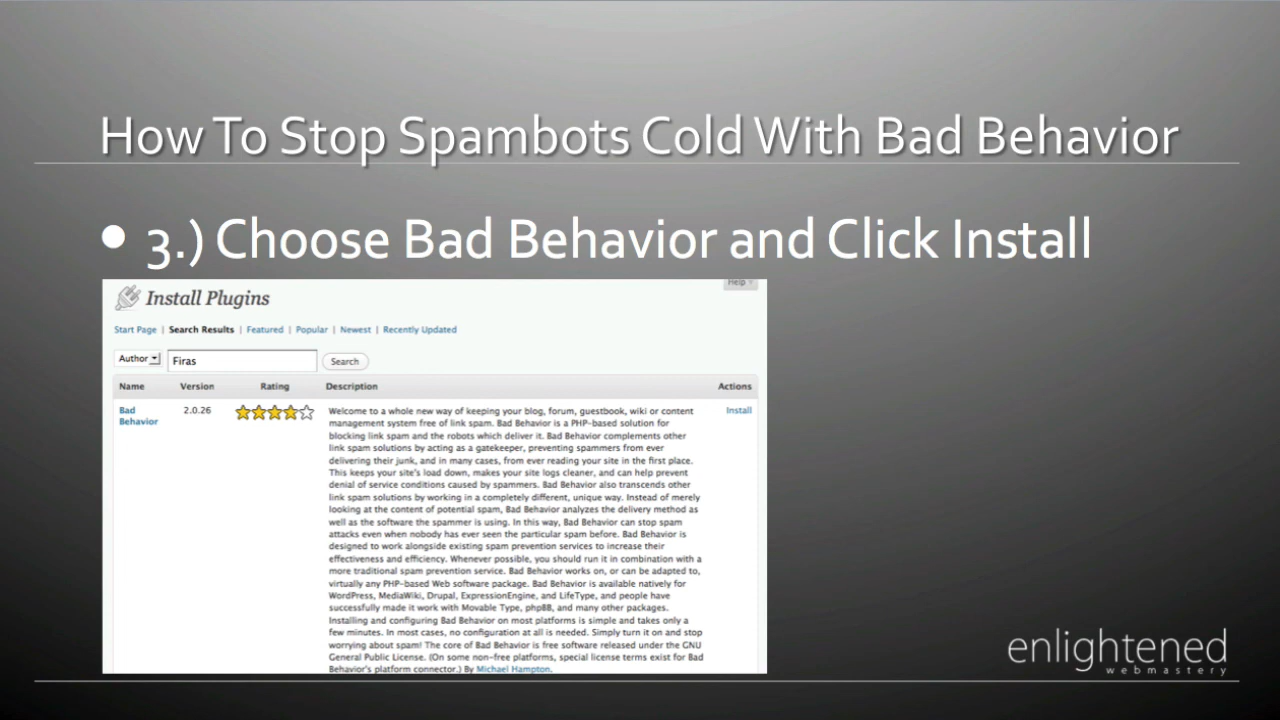 How To Stop Spambots Cold With Bad Behavior
• 3.) Choose Bad Behavior and Click Install
Help
Install Plugins
Start Page | Search Results | Featured | Popular | Newest | Recently Updated
Author Firas Search
Name Version Rating Description Actions
Bad Behavior 2.0.26 Install
Welcome to a whole new way of keeping your blog, forum, guestbook, wiki or content
management system free of link spam. Bad Behavior is a PHP-based solution for
blocking link spam and the robots which deliver it. Bad Behavior complements other
link spam solutions by acting as a gatekeeper, preventing spammers from ever
delivering their junk, and in many cases, from ever reading your site in the first place.
This keeps your site's load down, makes your site logs cleaner, and can help prevent
denial of service conditions caused by spammers. Bad Behavior also transcends other
link spam solutions by working in a completely different, unique way. Instead of merely
looking at the content of potential spam, Bad Behavior analyzes the delivery method as
well as the software the spammer is using. In this way, Bad Behavior can stop spam
attacks even when nobody has ever seen the particular spam before. Bad Behavior is
designed to work alongside existing spam prevention services to increase their
effectiveness and efficiency. Whenever possible, you should run it in combination with a
more traditional spam prevention service. Bad Behavior works on, or can be adapted to,
virtually any PHP-based Web software package. Bad Behavior is available natively for
WordPress, MediaWiki, Drupal, ExpressionEngine, and LifeType, and people have
successfully made it work with Movable Type, phpBB, and many other packages.
Installing and configuring Bad Behavior on most platforms is simple and takes only a
few minutes. In most cases, no configuration at all is needed. Simply turn it on and stop
worrying about spam! The core of Bad Behavior is free software released under the GNU
General Public License. (On some non-free platforms, special license terms exist for Bad
Behavior's platform connector.) By Michael Hampton.
enlightened
webmastery